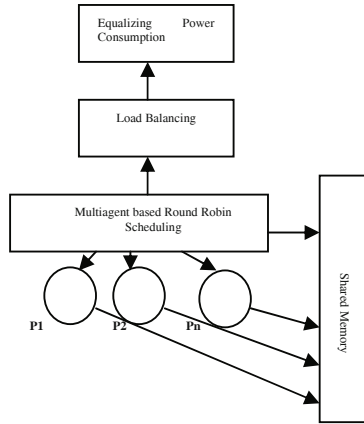 Equalizing Power
Consumption
Load Balancing
Multiagent based Round Robin
Scheduling
P1
P2
Pn
Shared Memory